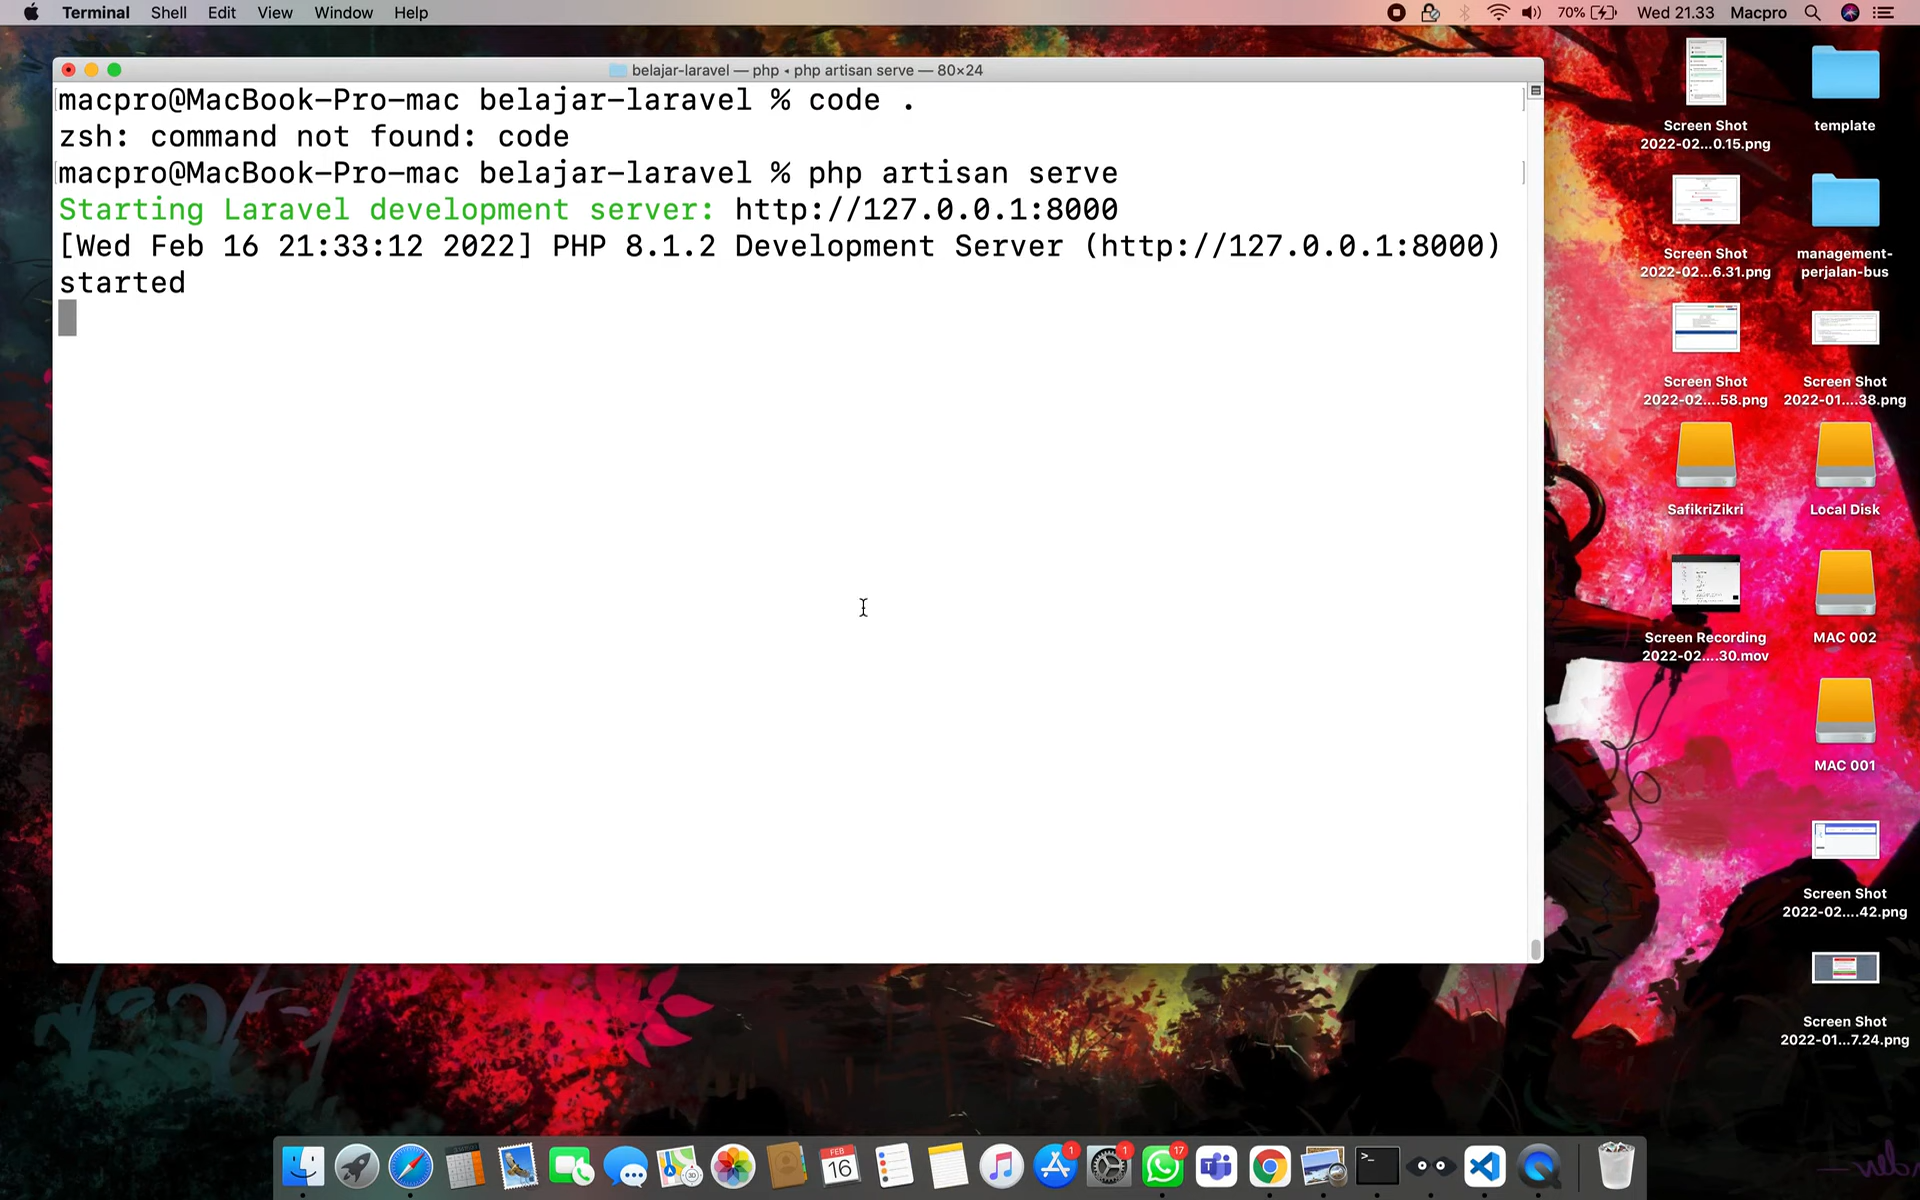 Terminal Shell Edit View Window Help 70% Wed 21.33 Macpro
belajar-laravel — php ◂ php artisan serve — 80×24
macpro@MacBook-Pro-mac belajar-laravel % code .
zsh: command not found: code
macpro@MacBook-Pro-mac belajar-laravel % php artisan serve
Starting Laravel development server: http://127.0.0.1:8000
[Wed Feb 16 21:33:12 2022] PHP 8.1.2 Development Server (http://127.0.0.1:8000)
started
Screen Shot
2022-02...0.15.png
template
Screen Shot
2022-02...6.31.png
management-
perjalan-bus
Screen Shot
2022-02....58.png
Screen Shot
2022-01....38.png
SafikriZikri
Local Disk
Screen Recording
2022-02....30.mov
MAC 002
MAC 001
Screen Shot
2022-02....42.png
Screen Shot
2022-01...7.24.png
FEB
16
1
1
17
>_